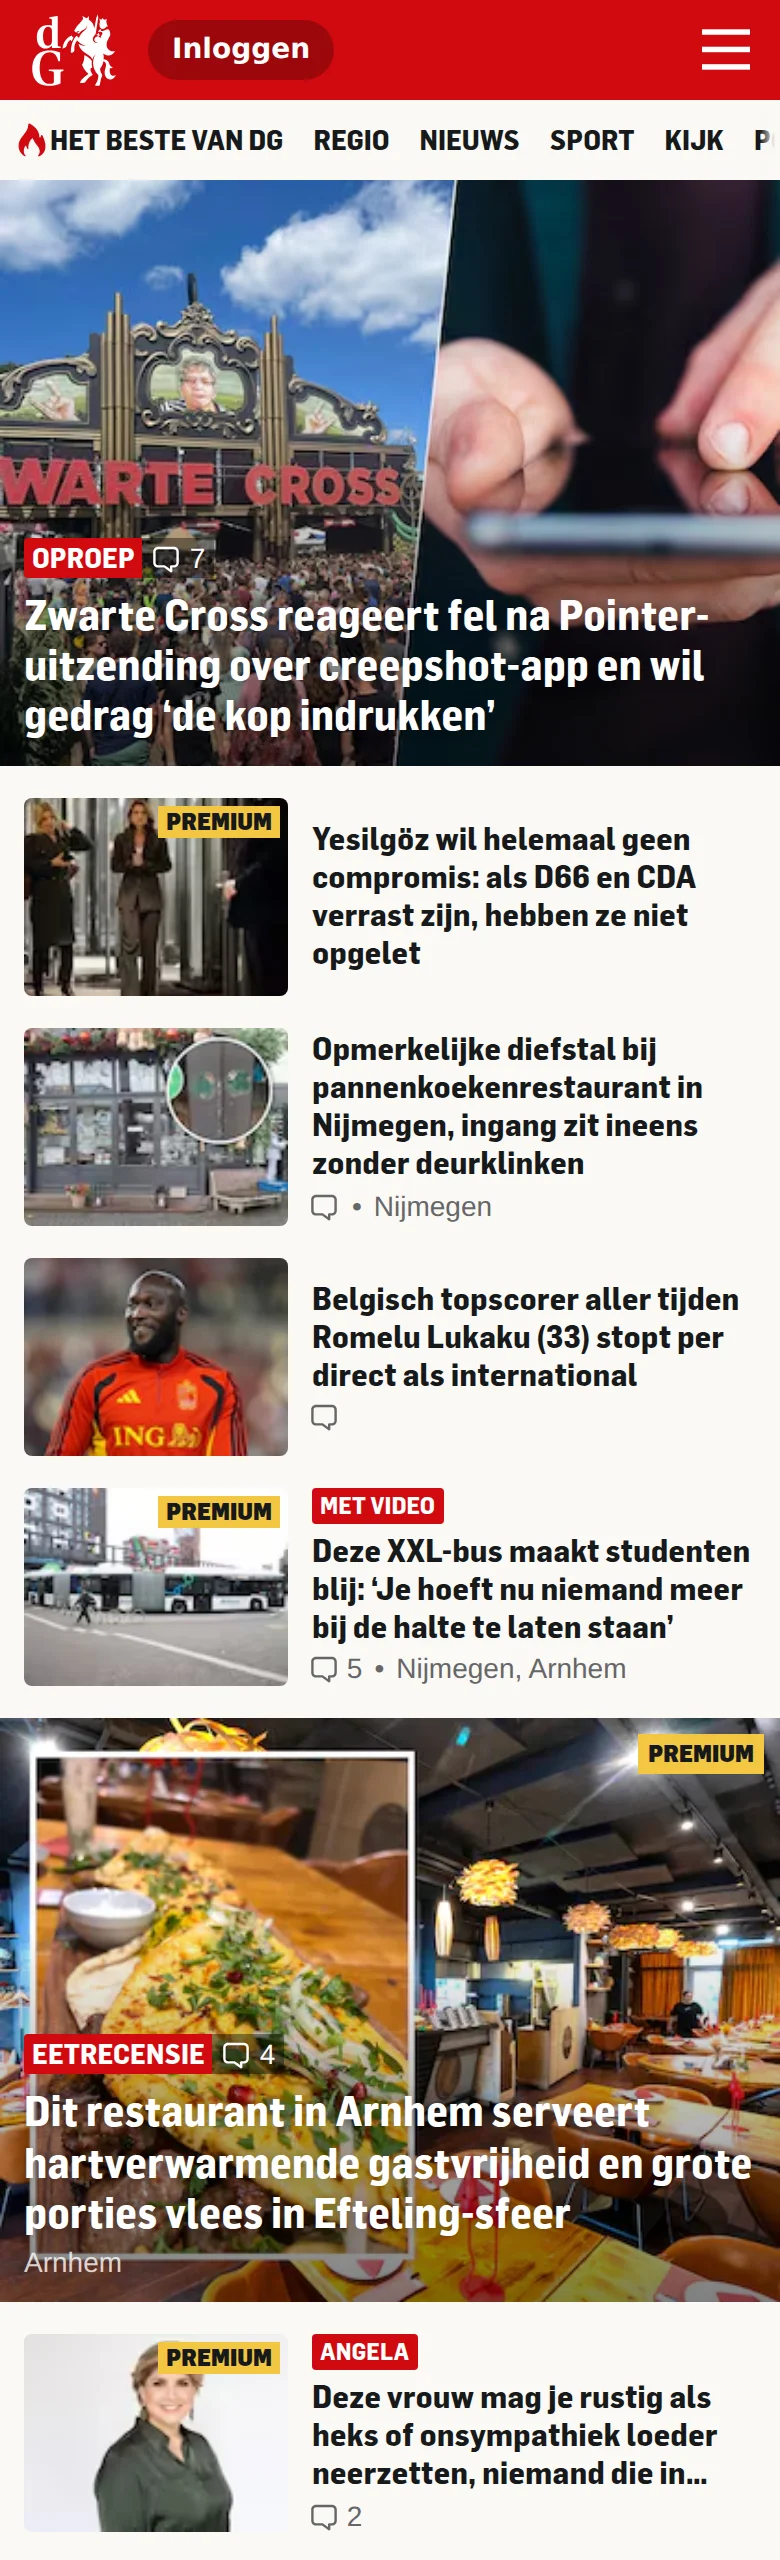 dG
Inloggen
HET BESTE VAN DG REGIO NIEUWS SPORT KIJK
WARTE CROSS
OPROEP 7
Zwarte Cross reageert fel na Pointer-
uitzending over creepshot-app en wil
gedrag ‘de kop indrukken’
PREMIUM
Yesilgöz wil helemaal geen
compromis: als D66 en CDA
verrast zijn, hebben ze niet
opgelet
Opmerkelijke diefstal bij
pannenkoekenrestaurant in
Nijmegen, ingang zit ineens
zonder deurklinken
• Nijmegen
Belgisch topscorer aller tijden
Romelu Lukaku (33) stopt per
direct als international
ING
PREMIUM
MET VIDEO
Deze XXL-bus maakt studenten
blij: ‘Je hoeft nu niemand meer
bij de halte te laten staan’
5 • Nijmegen, Arnhem
PREMIUM
EETRECENSIE 4
Dit restaurant in Arnhem serveert
hartverwarmende gastvrijheid en grote
porties vlees in Efteling-sfeer
Arnhem
PREMIUM
ANGELA
Deze vrouw mag je rustig als
heks of onsympathiek loeder
neerzetten, niemand die in...
2